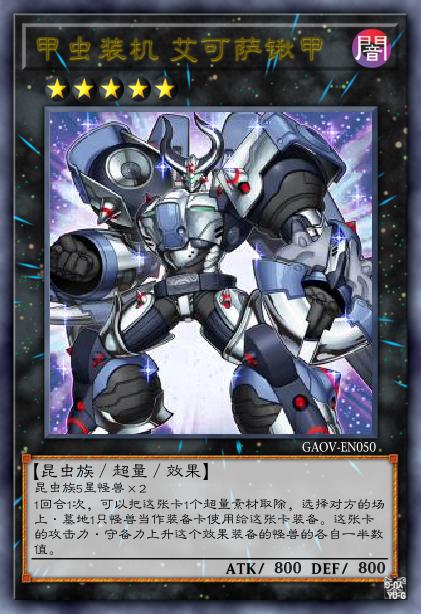 甲虫装机 艾可萨锹甲
闇
GAOV-EN050
【昆虫族／超量／效果】
昆虫族5星怪兽×2
1回合1次，可以把这张卡1个超量素材取除，选择对方的场
上·墓地1只怪兽当作装备卡使用给这张卡装备。这张卡
的攻击力·守备力上升这个效果装备的怪兽的各自一半数
值。
ATK/ 800 DEF/ 800